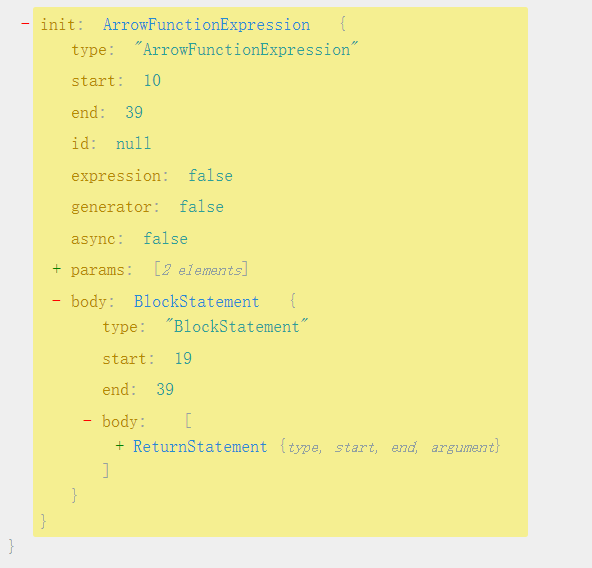 - init: ArrowFunctionExpression {
type: "ArrowFunctionExpression"
start: 10
end: 39
id: null
expression: false
generator: false
async: false
+ params: [2 elements]
- body: BlockStatement {
type: "BlockStatement"
start: 19
end: 39
- body: [
+ ReturnStatement {type, start, end, argument}
]
}
}
}